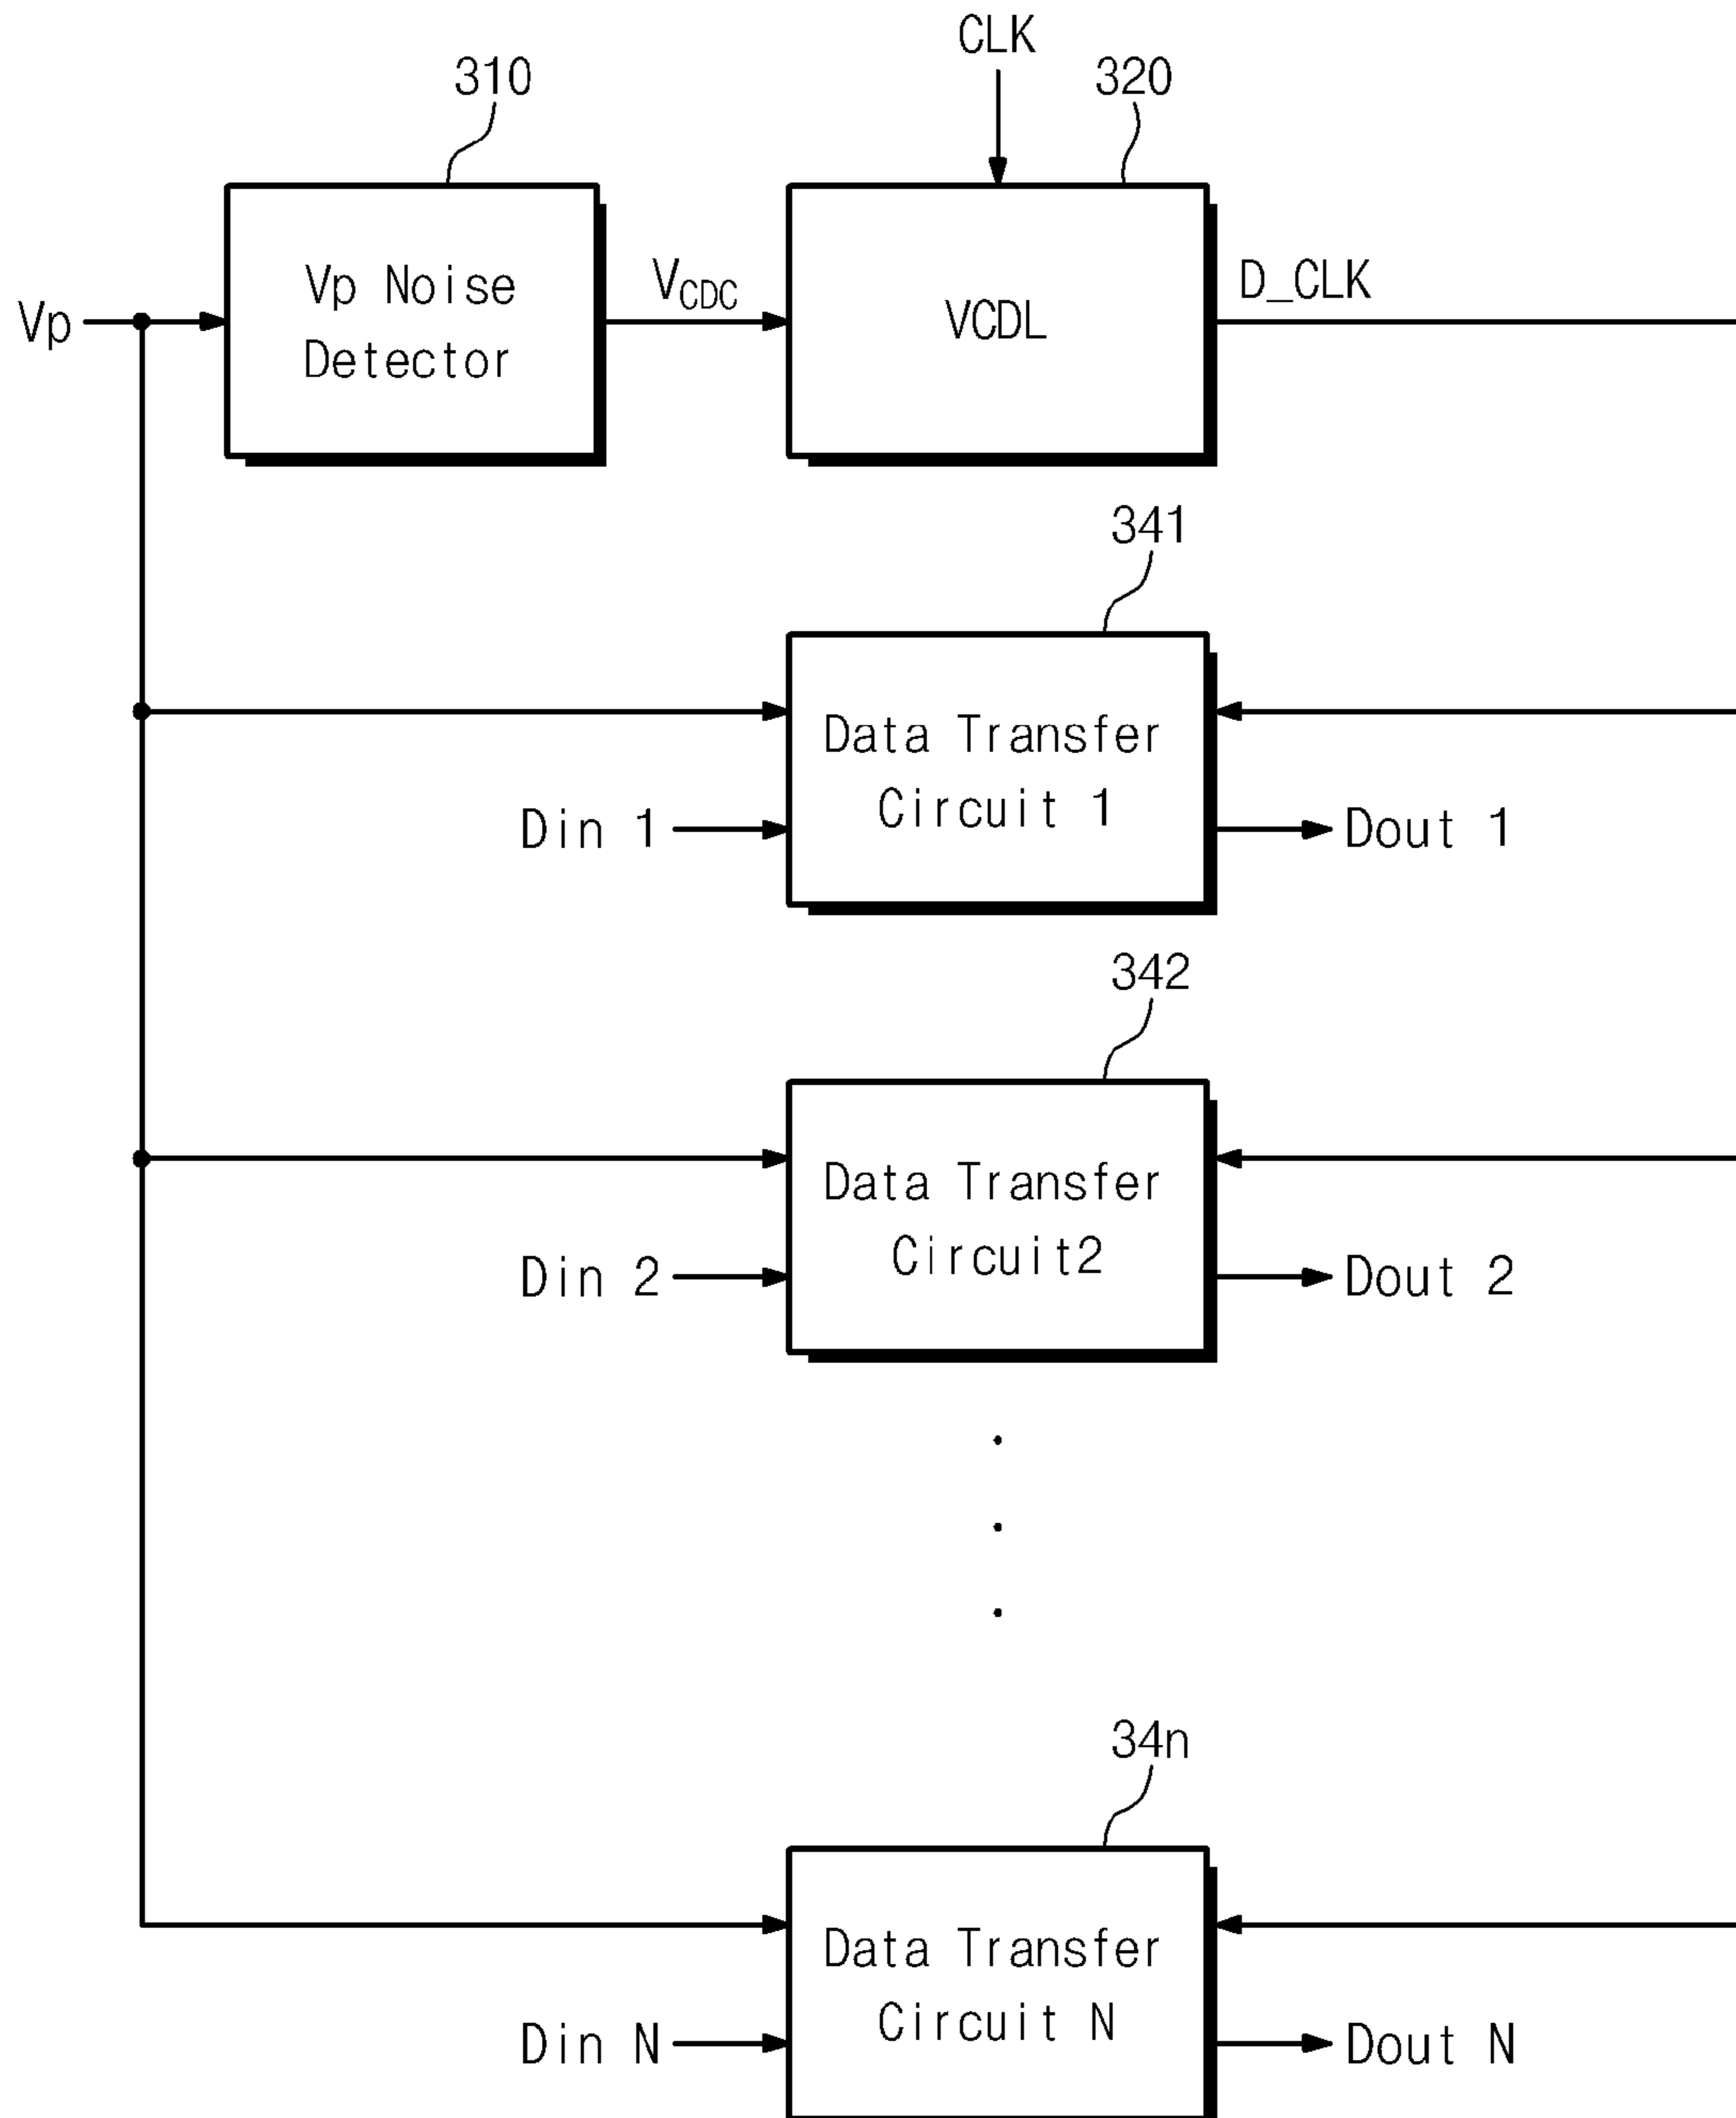 CLK
310
320
Vp
Vp Noise
Detector
VCDC
VCDL
D_CLK
341
Data Transfer
Circuit 1
Din 1
Dout 1
342
Data Transfer
Circuit2
Din 2
Dout 2
34n
Data Transfer
Circuit N
Din N
Dout N